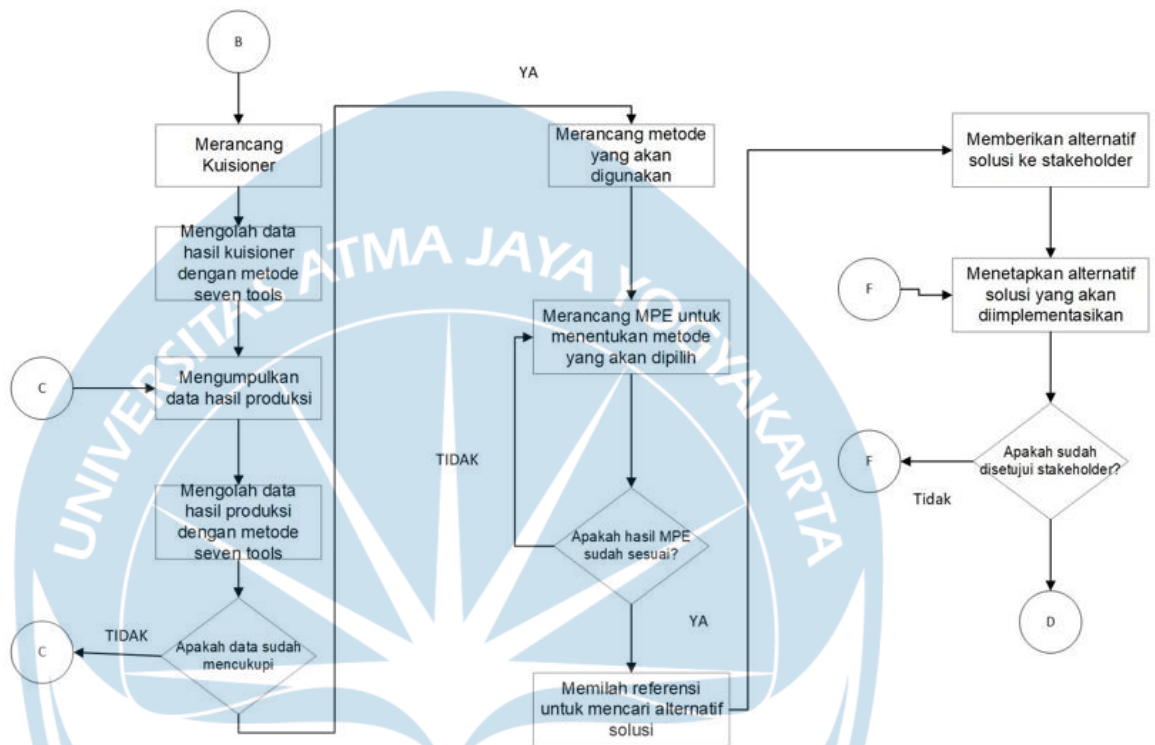 B
Merancang
Kuisioner
Mengolah data
hasil kuisioner
dengan metode
seven tools
C
Mengumpulkan
data hasil produksi
Mengolah data
hasil produksi
dengan metode
seven tools
C
TIDAK
Apakah data sudah
mencukupi
YA
Merancang metode
yang akan
digunakan
Merancang MPE untuk
menentukan metode
yang akan dipilih
TIDAK
Apakah hasil MPE
sudah sesuai?
YA
Memilah referensi
untuk mencari alternatif
solusi
Memberikan alternatif
solusi ke stakeholder
F
Menetapkan alternatif
solusi yang akan
diimplementasikan
F
Tidak
Apakah sudah
disetujui stakeholder?
D
UNIVERSITAS ATMA JAYA YOGYAKARTA